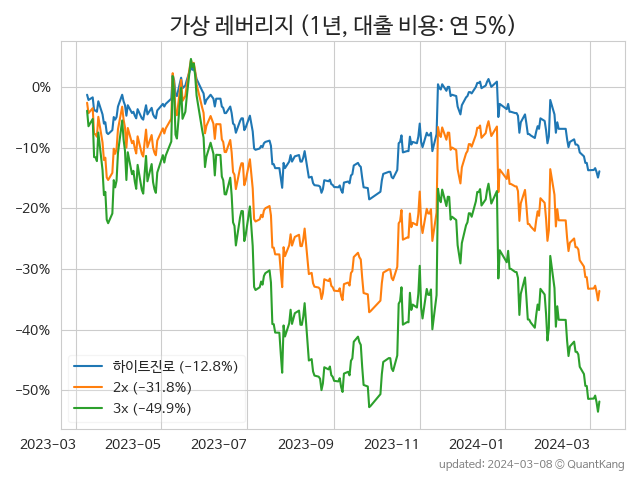 가상 레버리지 (1년, 대출 비용: 연 5%)
0%
−10%
−20%
−30%
−40%
−50%
하이트진로 (−12.8%)
2x (−31.8%)
3x (−49.9%)
2023−03 2023−05 2023−07 2023−09 2023−11 2024−01 2024−03
updated: 2024-03-08 © QuantKang